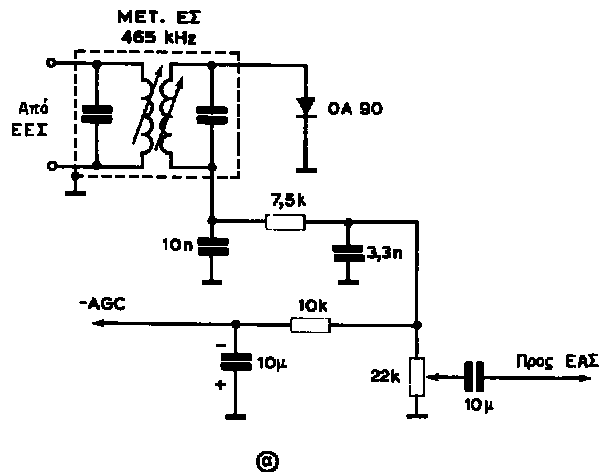 ΜΕΤ. ΕΣ
465 kHz
Από
ΕΕΣ
OA 90
7,5k
10n
3,3n
-AGC
10k
-
10μ
+
22k
10μ
Προς ΕΑΣ
α